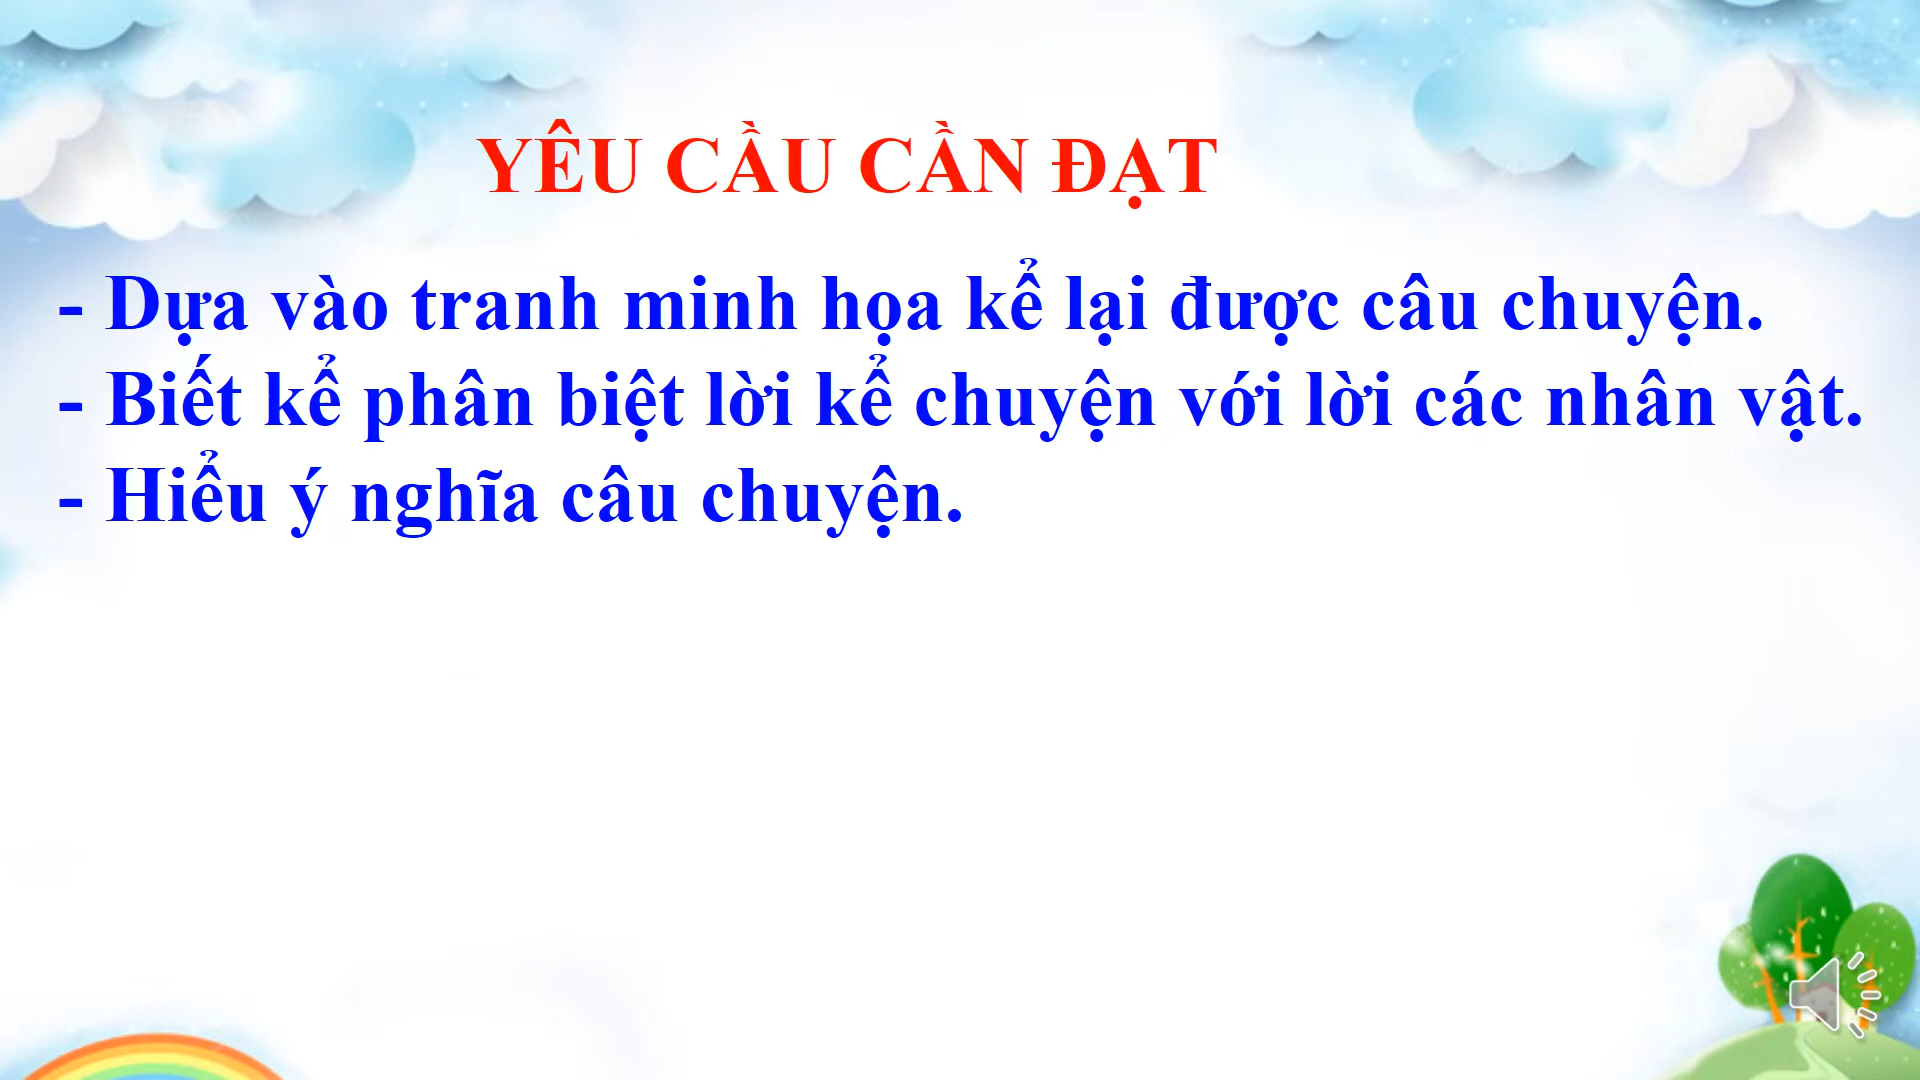 YÊU CẦU CẦN ĐẠT
- Dựa vào tranh minh họa kể lại được câu chuyện.
- Biết kể phân biệt lời kể chuyện với lời các nhân vật.
- Hiểu ý nghĩa câu chuyện.